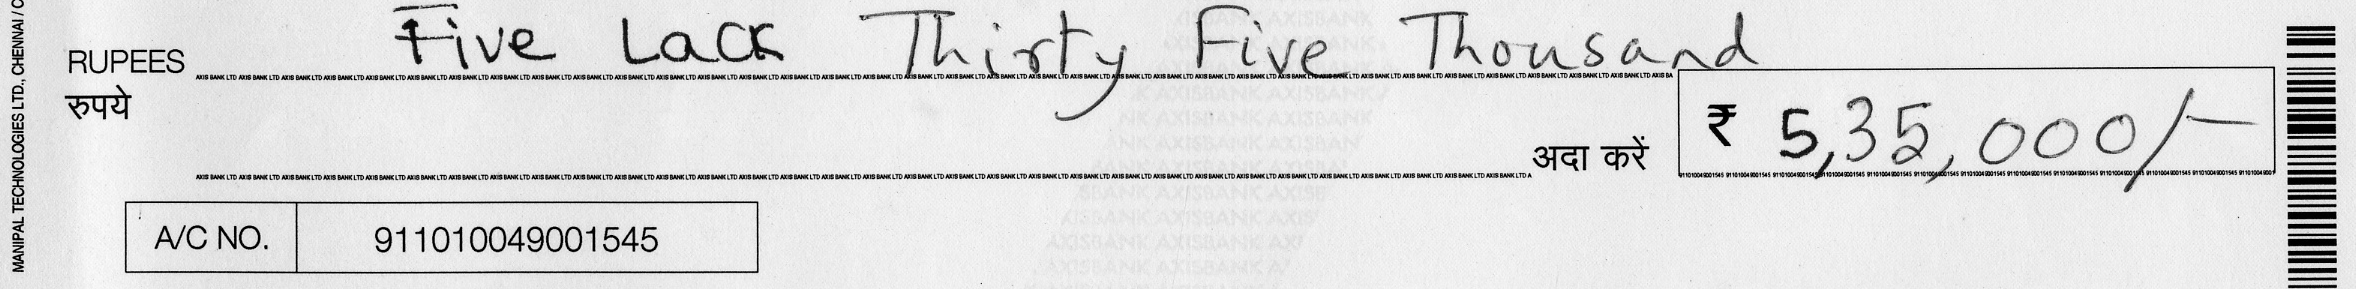 Five Lack Thirty Five Thousand
RUPEES
रुपये
अदा करें
₹ 5,35,000/-
A/C NO. 911010049001545
MANIPAL TECHNOLOGIES LTD., CHENNAI /